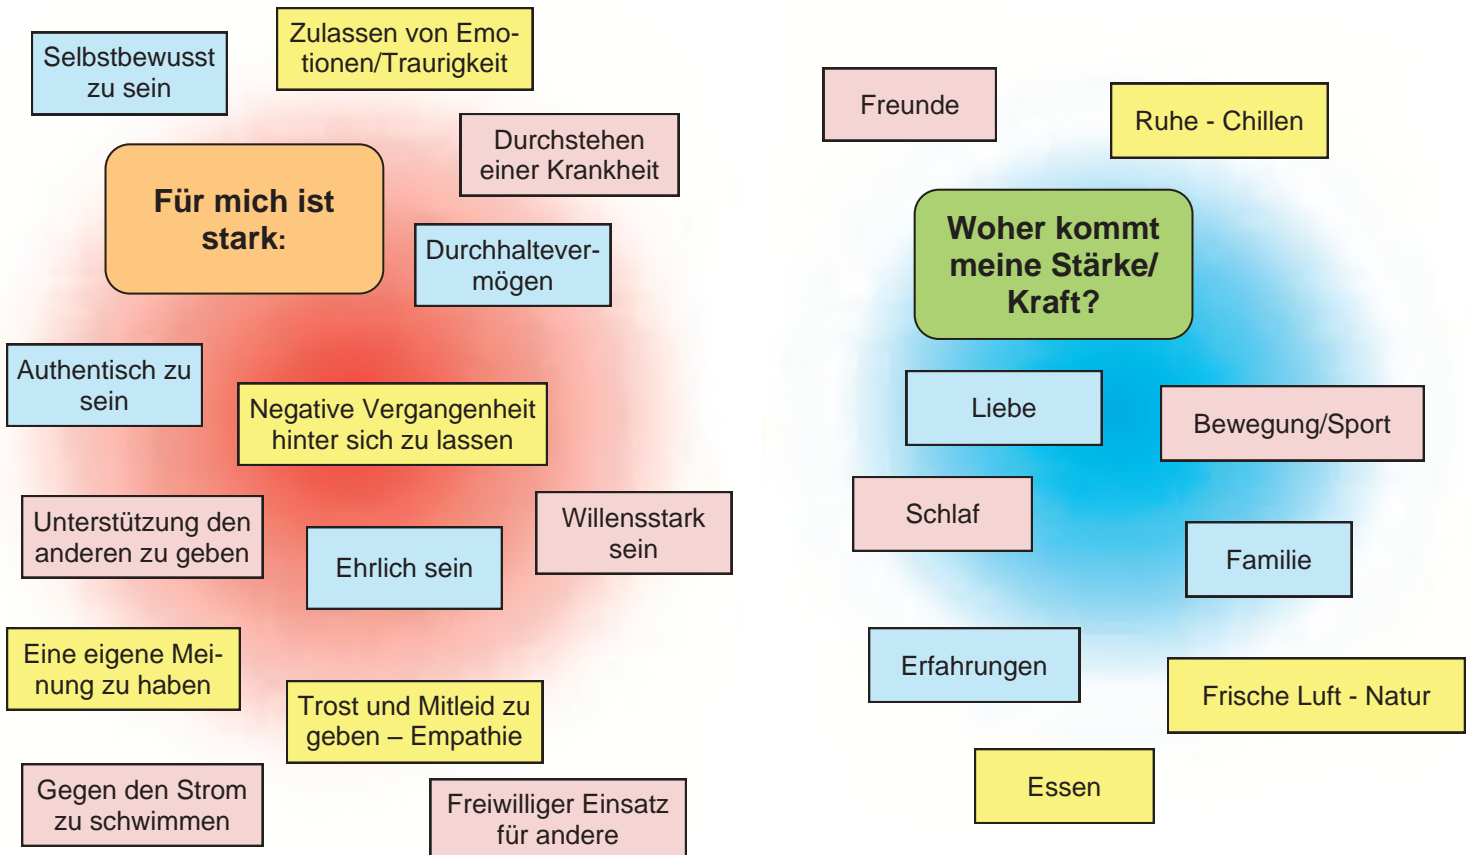 Selbstbewusst
zu sein
Zulassen von Emo-
tionen/Traurigkeit
Durchstehen
einer Krankheit
Für mich ist
stark:
Durchhaltever-
mögen
Authentisch zu
sein
Negative Vergangenheit
hinter sich zu lassen
Unterstützung den
anderen zu geben
Ehrlich sein
Willensstark
sein
Eine eigene Mei-
nung zu haben
Trost und Mitleid zu
geben – Empathie
Gegen den Strom
zu schwimmen
Freiwilliger Einsatz
für andere
Freunde
Ruhe - Chillen
Woher kommt
meine Stärke/
Kraft?
Liebe
Bewegung/Sport
Schlaf
Familie
Erfahrungen
Frische Luft - Natur
Essen